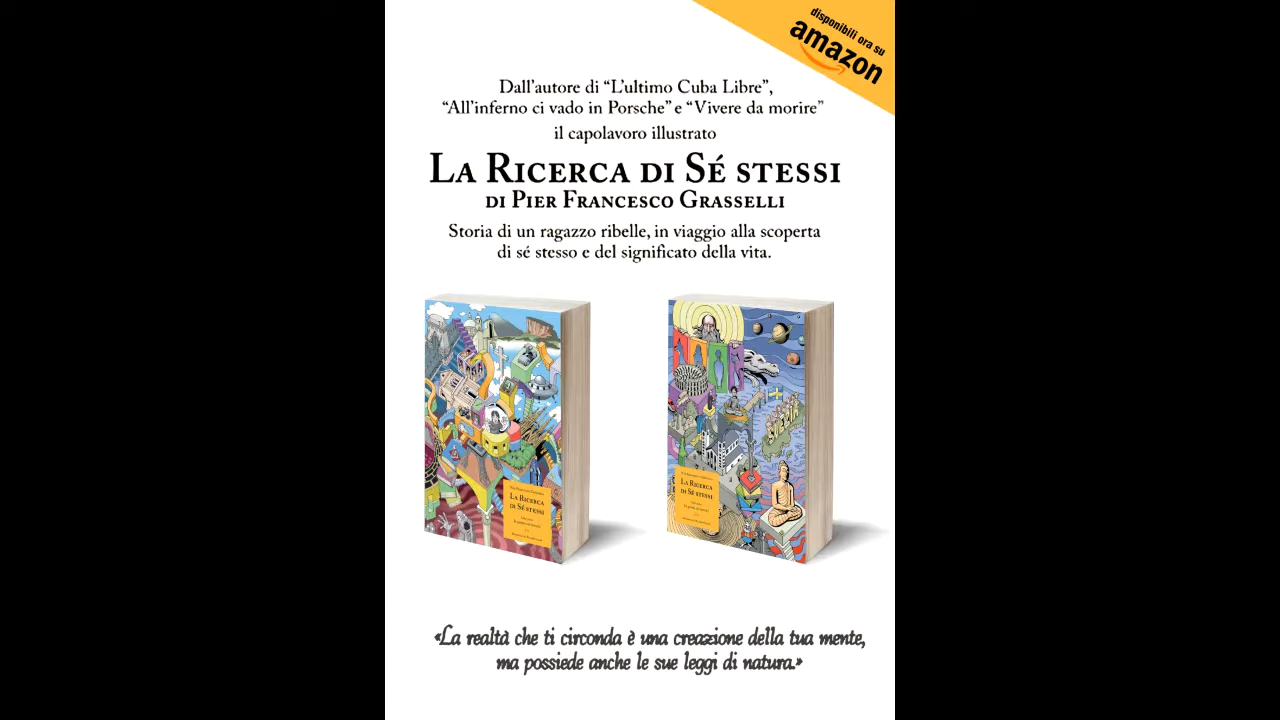 disponibili ora su
amazon
Dall'autore di “L'ultimo Cuba Libre”,
“All'inferno ci vado in Porsche” e “Vivere da morire”
il capolavoro illustrato
La Ricerca di Sé stessi
di Pier Francesco Grasselli
Storia di un ragazzo ribelle, in viaggio alla scoperta
di sé stesso e del significato della vita.
La Ricerca
di Sé stessi
La Ricerca
di Sé stessi
«La realtà che ti circonda è una creazione della tua mente,
ma possiede anche le sue leggi di natura.»